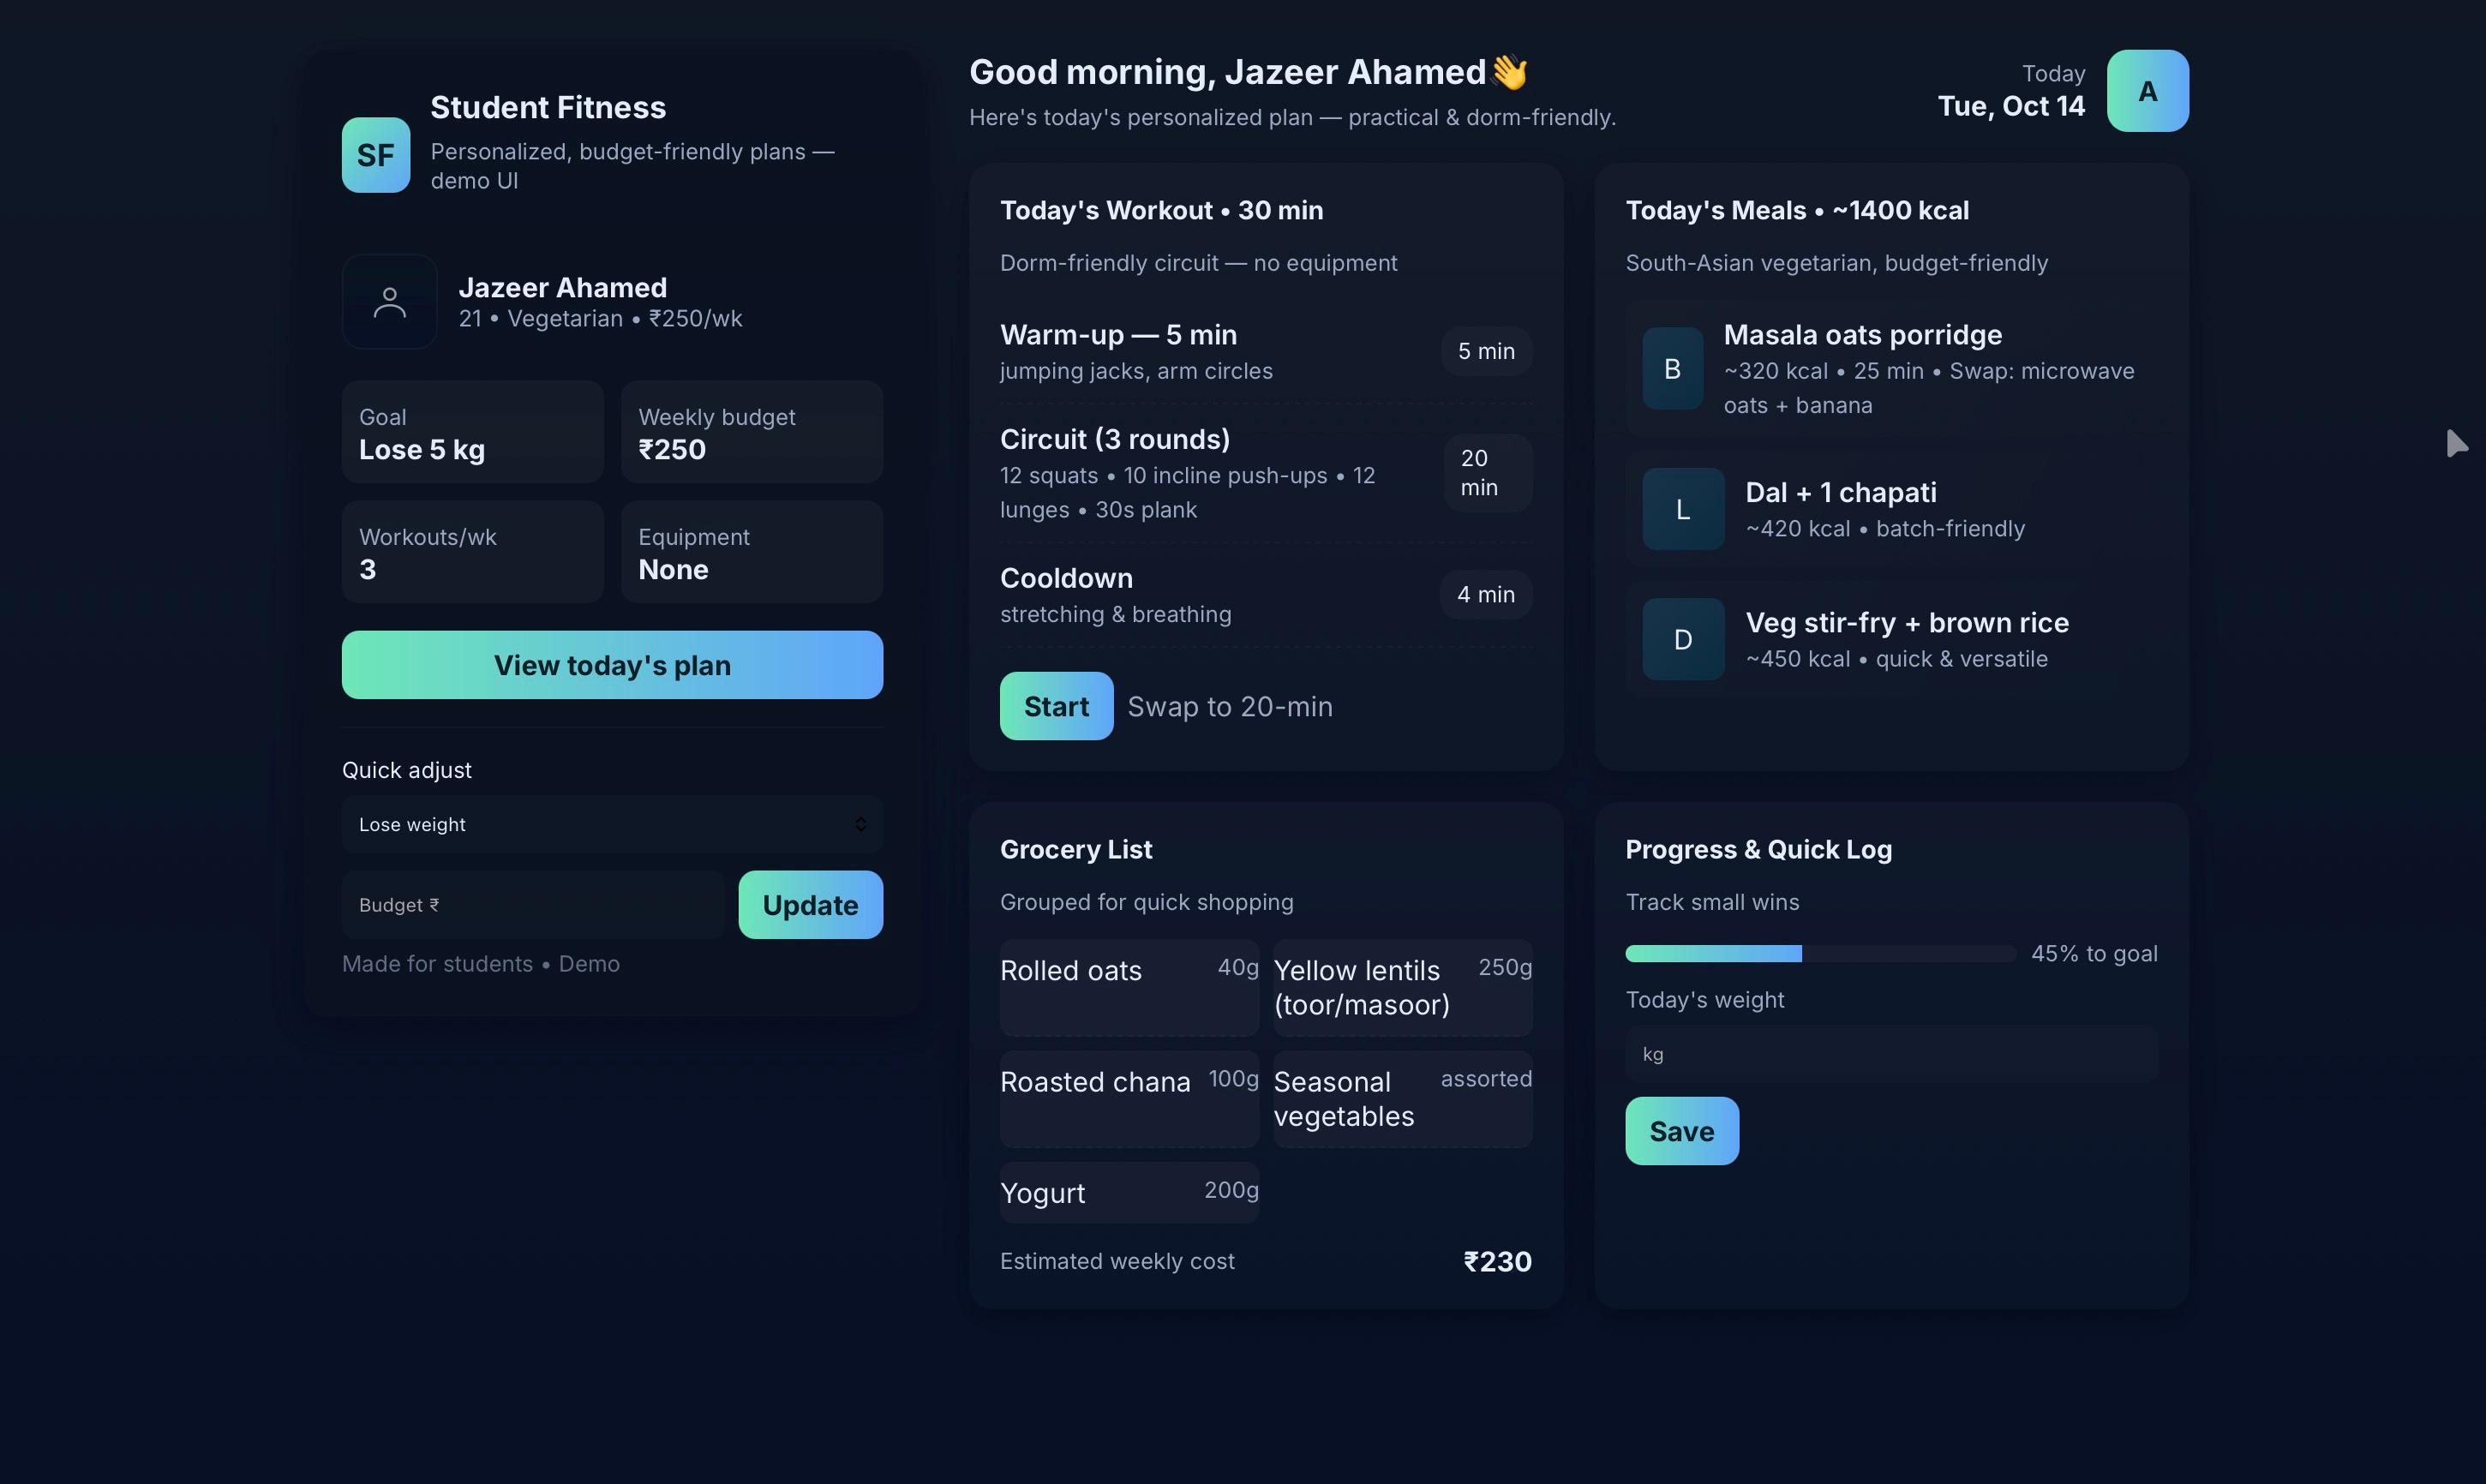 SF
Student Fitness
Personalized, budget-friendly plans —
demo UI
Jazeer Ahamed
21 • Vegetarian • ₹250/wk
Goal
Lose 5 kg
Weekly budget
₹250
Workouts/wk
3
Equipment
None
View today's plan
Quick adjust
Lose weight
Budget ₹
Update
Made for students • Demo
Good morning, Jazeer Ahamed👋
Here's today's personalized plan — practical & dorm-friendly.
Today
Tue, Oct 14
A
Today's Workout • 30 min
Dorm-friendly circuit — no equipment
Warm-up — 5 min
jumping jacks, arm circles
5 min
Circuit (3 rounds)
12 squats • 10 incline push-ups • 12
lunges • 30s plank
20
min
Cooldown
stretching & breathing
4 min
Start
Swap to 20-min
Today's Meals • ~1400 kcal
South-Asian vegetarian, budget-friendly
B
Masala oats porridge
~320 kcal • 25 min • Swap: microwave
oats + banana
L
Dal + 1 chapati
~420 kcal • batch-friendly
D
Veg stir-fry + brown rice
~450 kcal • quick & versatile
Grocery List
Grouped for quick shopping
Rolled oats 40g
Yellow lentils 250g
(toor/masoor)
Roasted chana 100g
Seasonal assorted
vegetables
Yogurt 200g
Estimated weekly cost ₹230
Progress & Quick Log
Track small wins
45% to goal
Today's weight
kg
Save